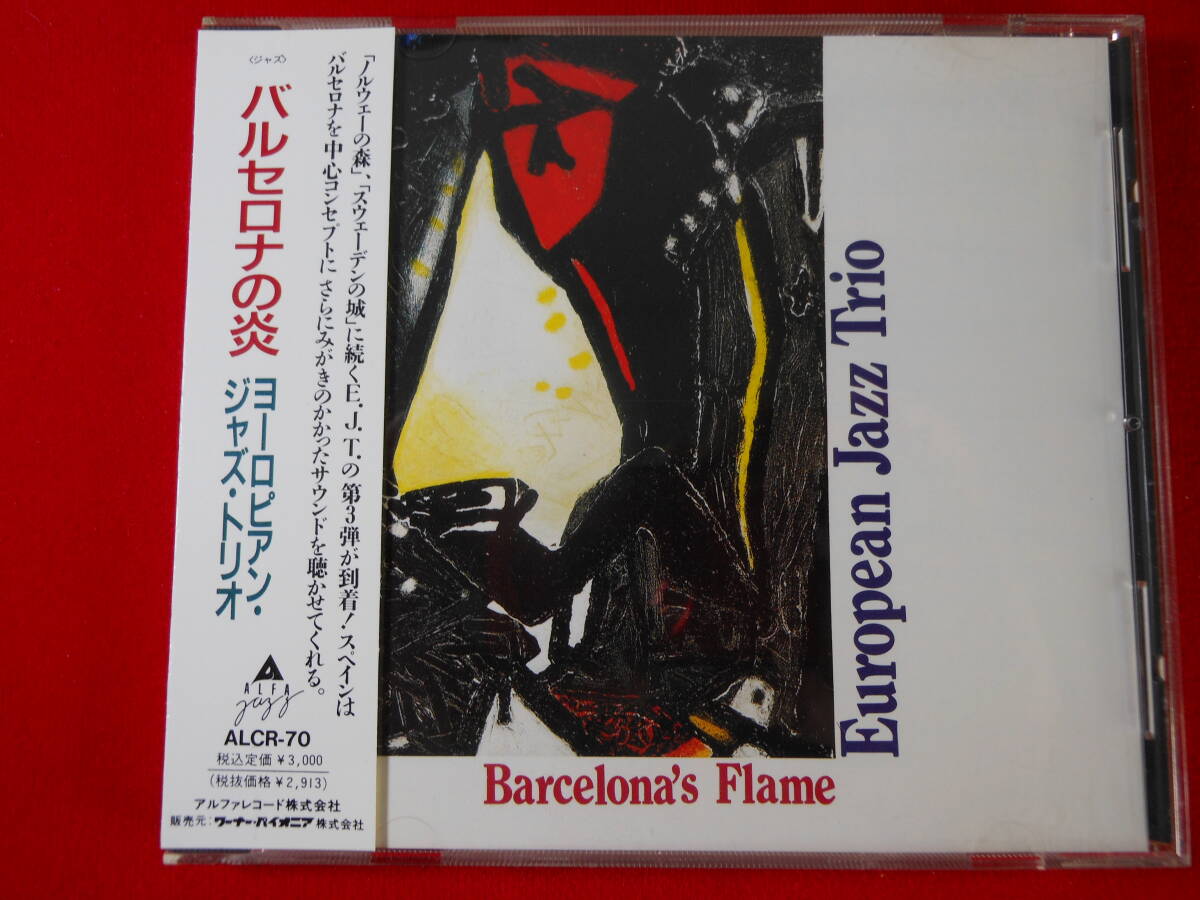 〈ジャズ〉
バルセロナの炎
ヨーロピアン・
ジャズ・トリオ
「ノルウェーの森」、「スウェーデンの城」に続くE.J.T.の第3弾が到着!スペインは
バルセロナを中心コンセプトに さらにみがきのかかったサウンドを聴かせてくれる。
ALFA
jazz
ALCR-70
税込定価¥3,000
(税抜価格¥2,913)
アルファレコード株式会社
販売元:ワーナー・パイオニア株式会社
European Jazz Trio
Barcelona's Flame